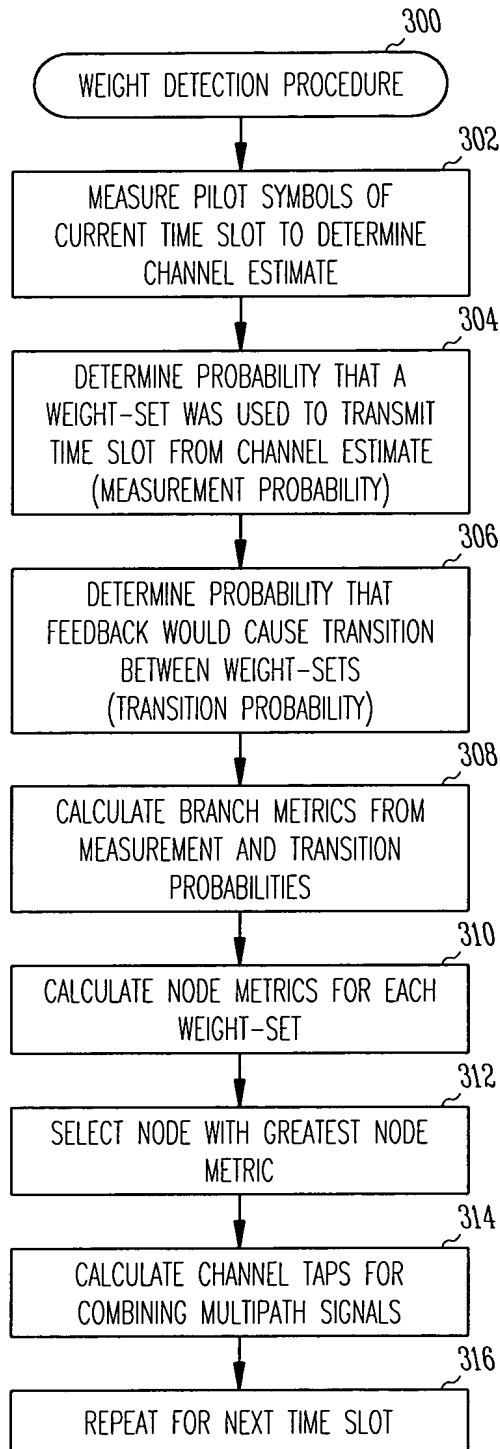 300
WEIGHT DETECTION PROCEDURE
302
MEASURE PILOT SYMBOLS OF
CURRENT TIME SLOT TO DETERMINE
CHANNEL ESTIMATE
304
DETERMINE PROBABILITY THAT A
WEIGHT-SET WAS USED TO TRANSMIT
TIME SLOT FROM CHANNEL ESTIMATE
(MEASUREMENT PROBABILITY)
306
DETERMINE PROBABILITY THAT
FEEDBACK WOULD CAUSE TRANSITION
BETWEEN WEIGHT-SETS
(TRANSITION PROBABILITY)
308
CALCULATE BRANCH METRICS FROM
MEASUREMENT AND TRANSITION
PROBABILITIES
310
CALCULATE NODE METRICS FOR EACH
WEIGHT-SET
312
SELECT NODE WITH GREATEST NODE
METRIC
314
CALCULATE CHANNEL TAPS FOR
COMBINING MULTIPATH SIGNALS
316
REPEAT FOR NEXT TIME SLOT